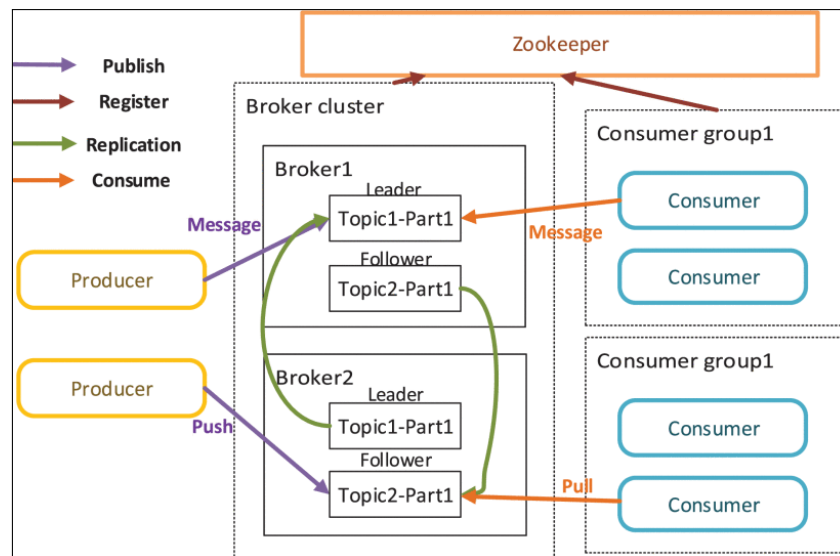 Zookeeper
Publish
Register
Replication
Consume
Broker cluster
Broker1
Leader
Topic1-Part1
Follower
Topic2-Part1
Message
Producer
Producer
Push
Broker2
Leader
Topic1-Part1
Follower
Topic2-Part1
Consumer group1
Consumer
Message
Consumer
Consumer group1
Consumer
Pull
Consumer